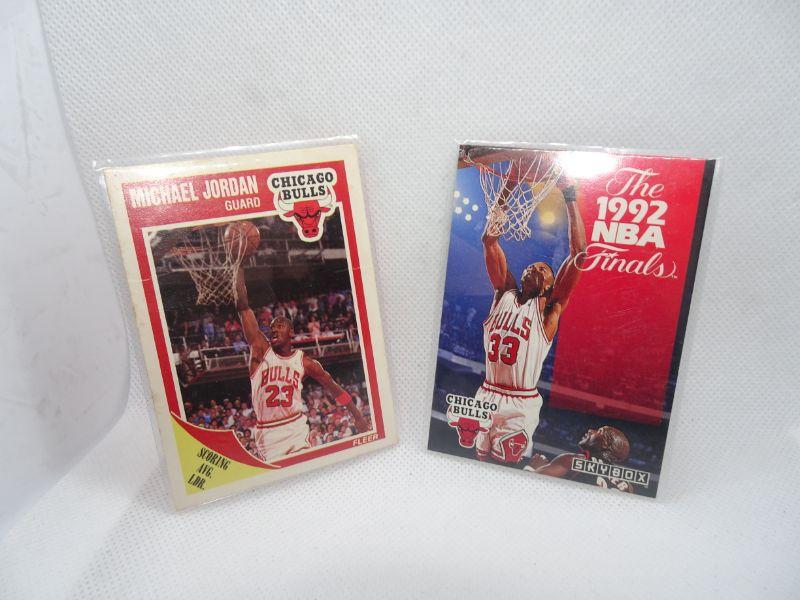 MICHAEL JORDAN
GUARD
CHICAGO
BULLS
BULLS
23
FLEER
SCORING
AVG.
LDR.
The
1992
NBA
Finals™
BULLS
33
CHICAGO
BULLS
SKYBOX